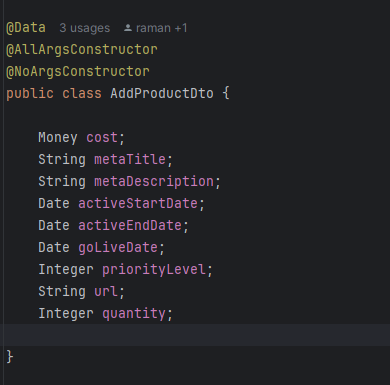 @Data 3 usages raman +1
@AllArgsConstructor
@NoArgsConstructor
public class AddProductDto {
Money cost;
String metaTitle;
String metaDescription;
Date activeStartDate;
Date activeEndDate;
Date goLiveDate;
Integer priorityLevel;
String url;
Integer quantity;
}